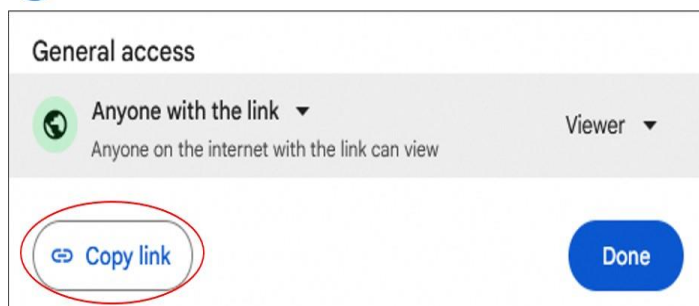 General access
Anyone with the link
Viewer
Anyone on the internet with the link can view
Copy link
Done